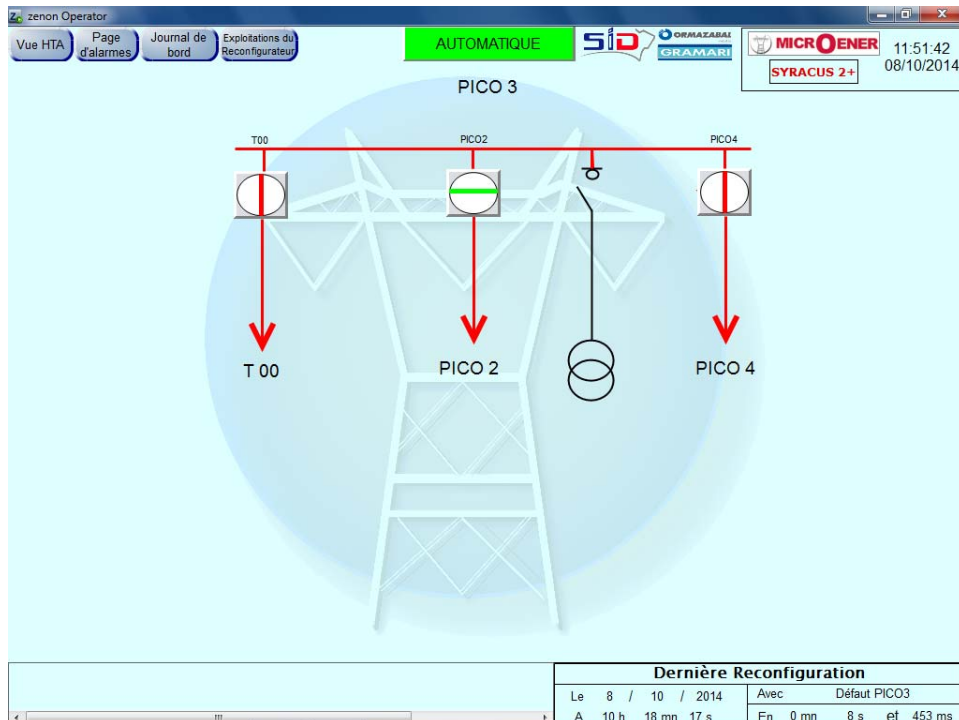 zenon Operator
Vue HTA
Page d'alarmes
Journal de bord
Exploitations du Reconfigurateur
AUTOMATIQUE
SID
ORMAZABAL
GRAMARI
MICROENER
SYRACUS 2+
11:51:42
08/10/2014
PICO 3
T00
PICO2
PICO4
T 00
PICO 2
PICO 4
Dernière Reconfiguration
Le 8 / 10 / 2014
Avec Défaut PICO3
A 10 h 18 mn 17 s
En 0 mn 8 s et 453 ms